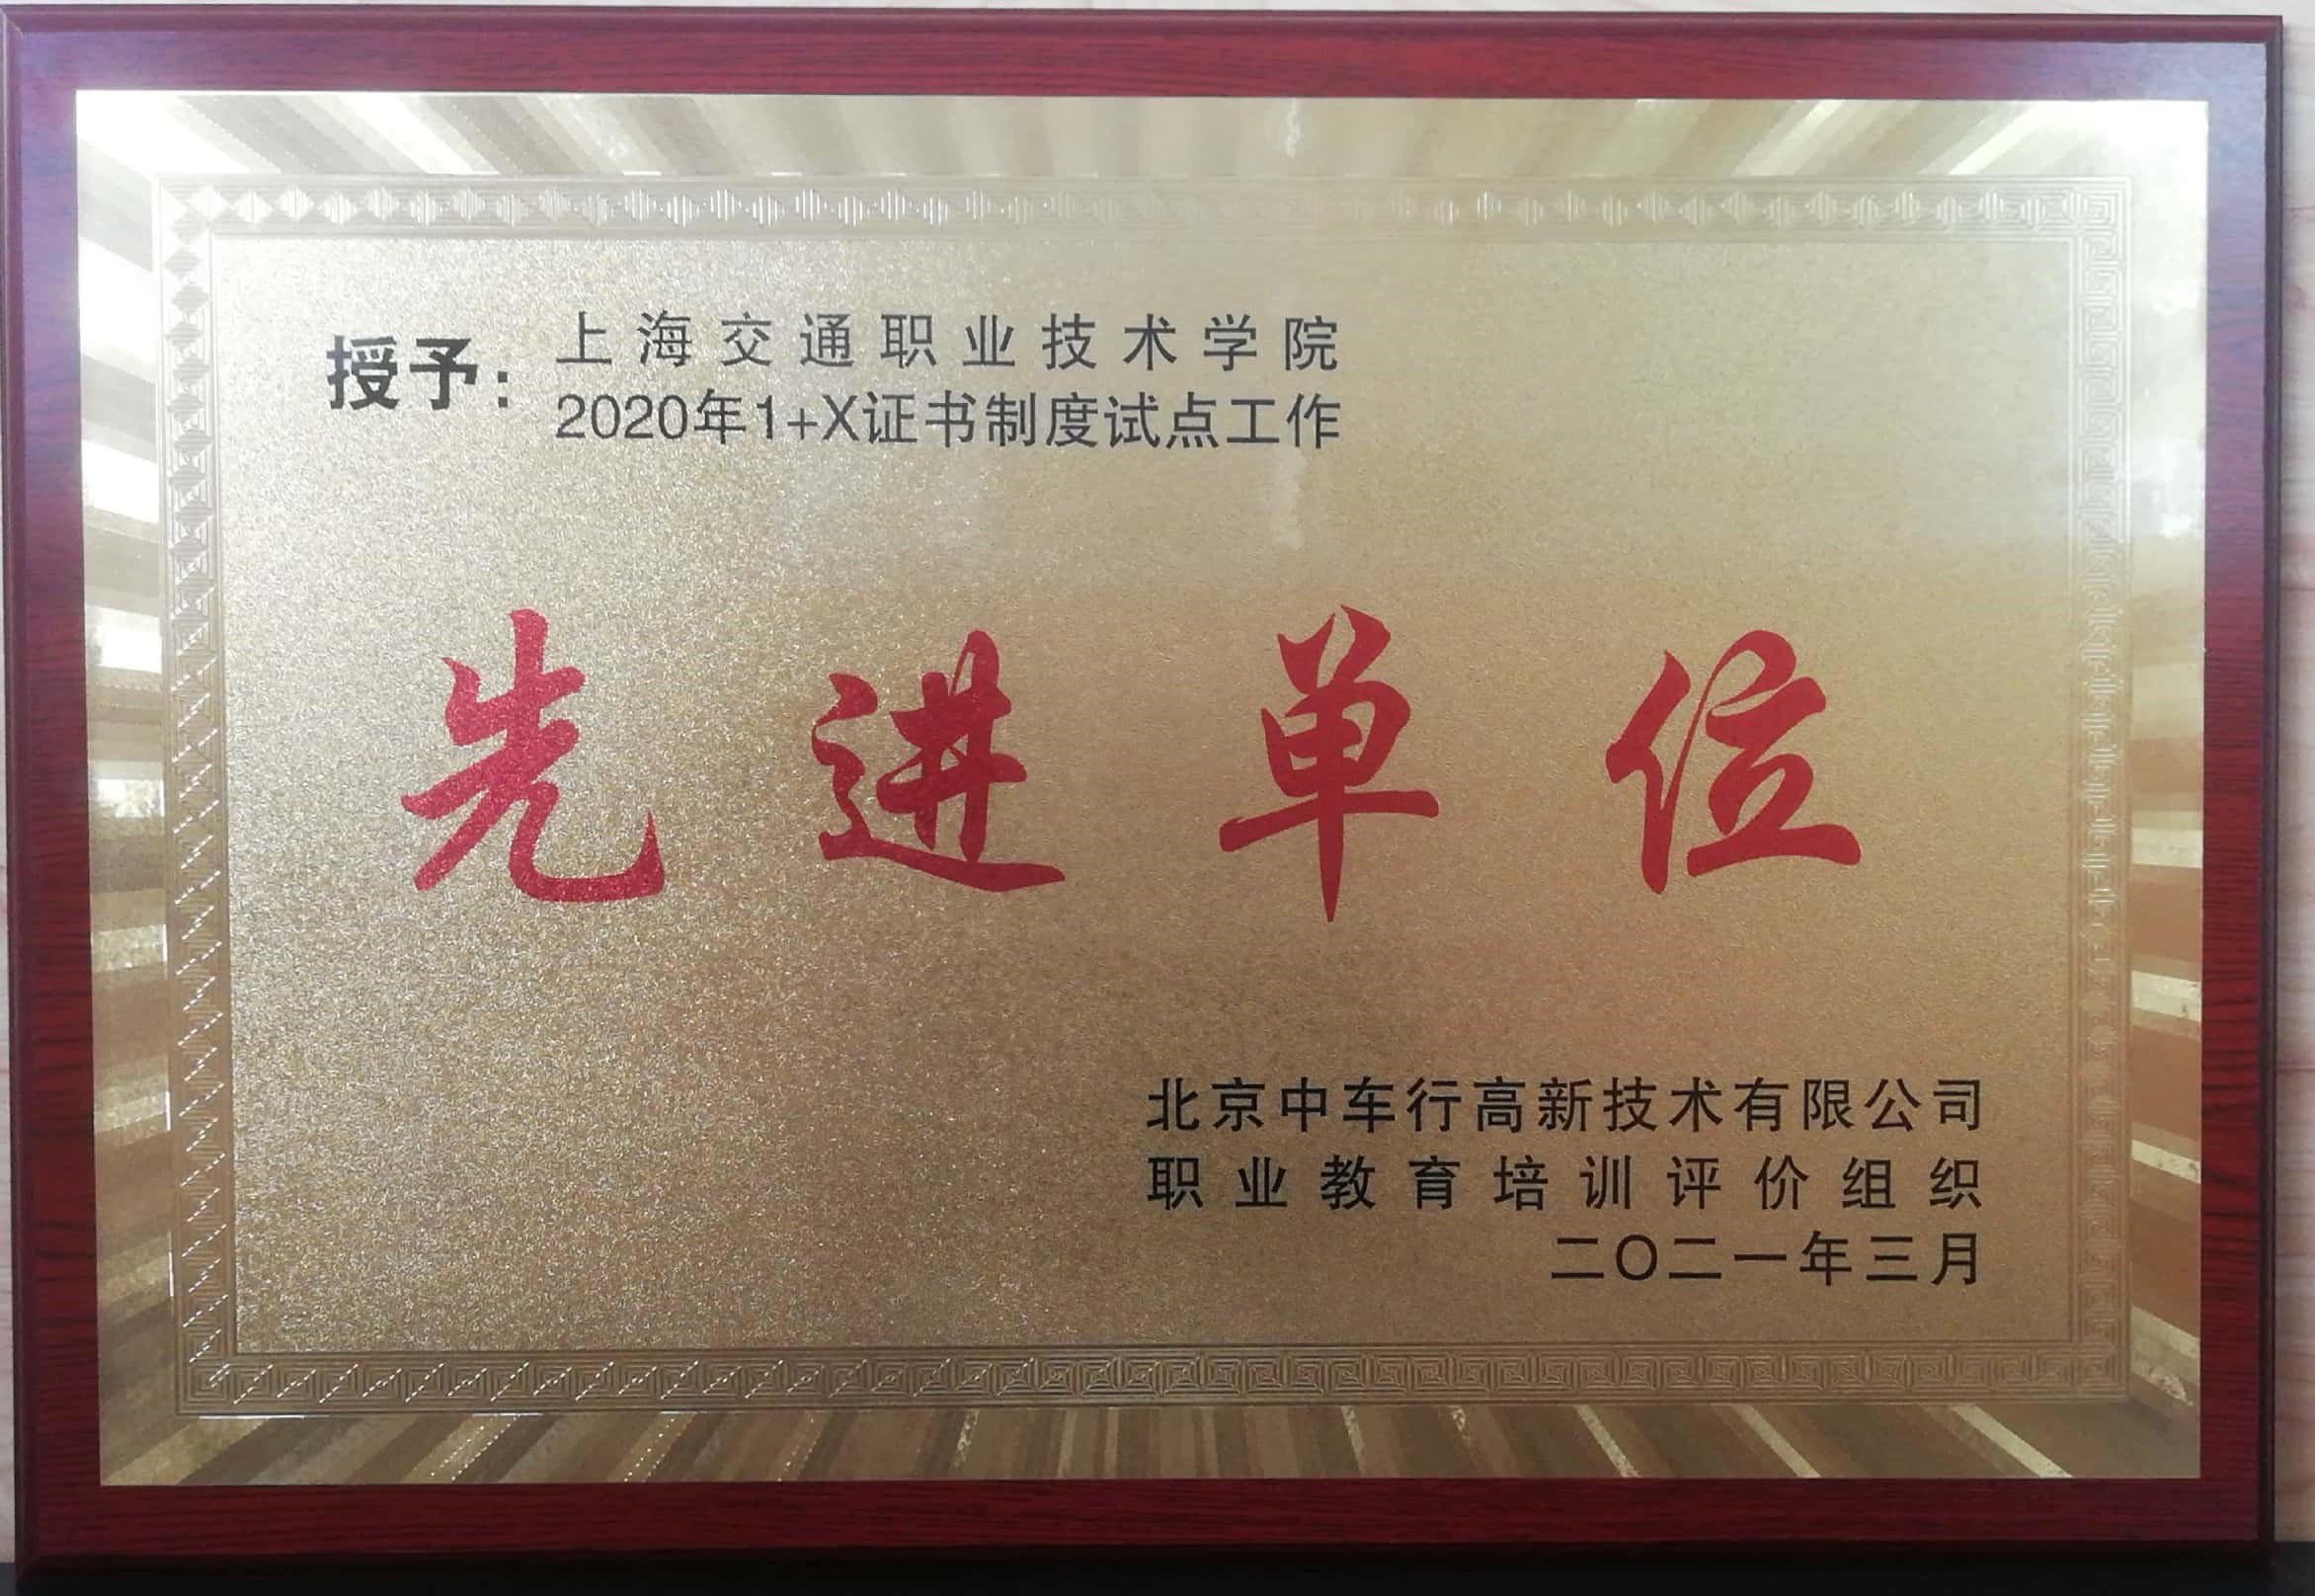 授予：
上海交通职业技术学院
2020年1+X证书制度试点工作
先进单位
北京中车行高新技术有限公司
职业教育培训评价组织
二〇二一年三月